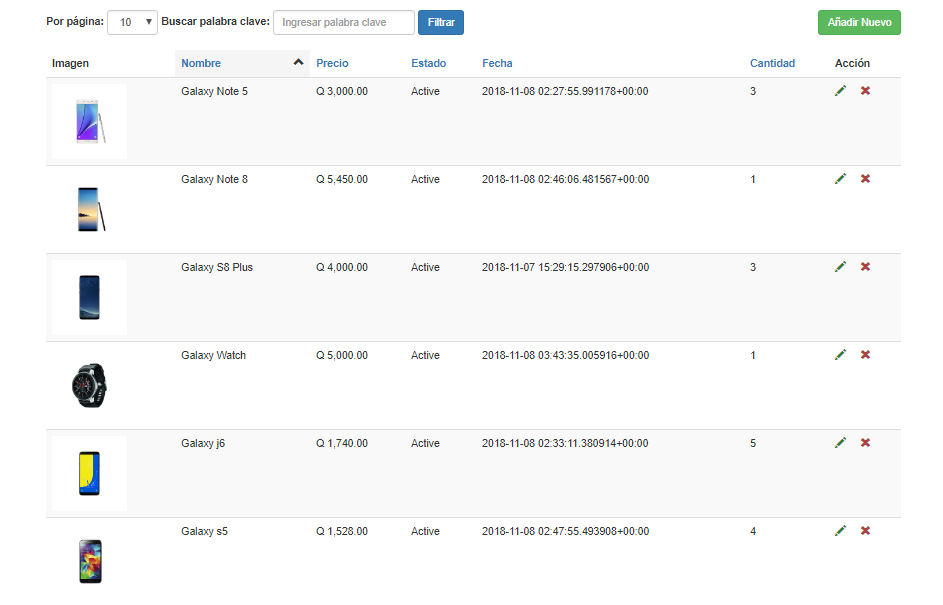 Por página: 10 Buscar palabra clave: Ingresar palabra clave Filtrar Añadir Nuevo
Imagen Nombre Precio Estado Fecha Cantidad Acción
Galaxy Note 5 Q 3,000.00 Active 2018-11-08 02:27:55.991178+00:00 3
Galaxy Note 8 Q 5,450.00 Active 2018-11-08 02:46:06.481567+00:00 1
Galaxy S8 Plus Q 4,000.00 Active 2018-11-07 15:29:15.297906+00:00 3
Galaxy Watch Q 5,000.00 Active 2018-11-08 03:43:35.005916+00:00 1
Galaxy j6 Q 1,740.00 Active 2018-11-08 02:33:11.380914+00:00 5
Galaxy s5 Q 1,528.00 Active 2018-11-08 02:47:55.493908+00:00 4